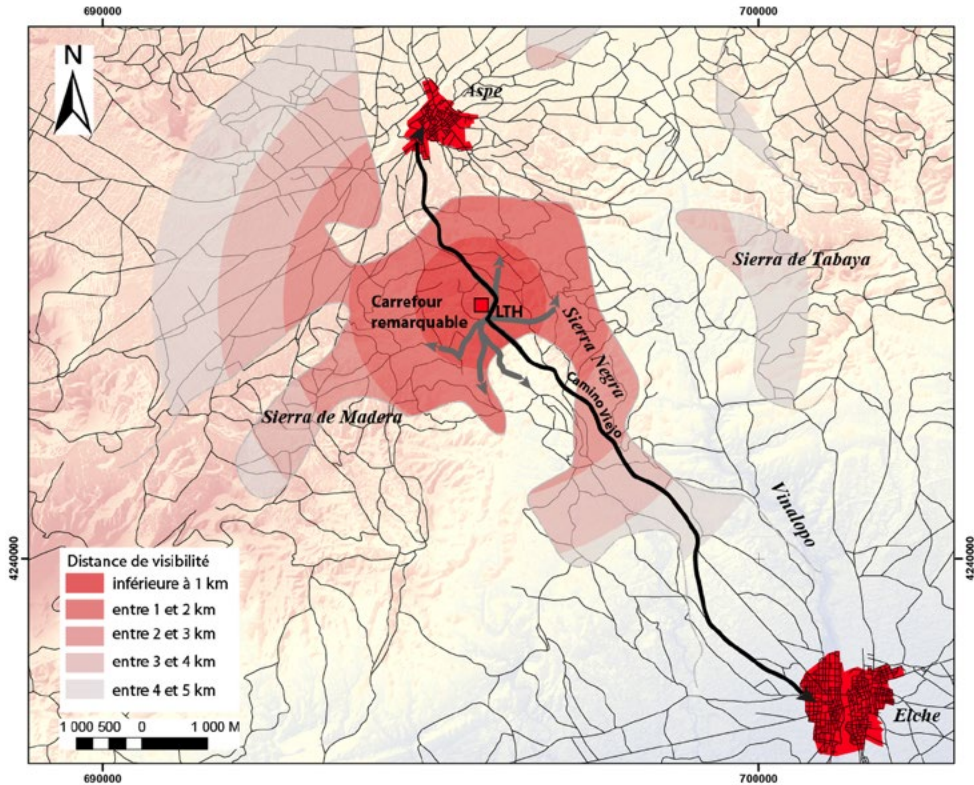 690000
700000
N
Aspe
Sierra de Tabaya
Carrefour
remarquable
LTH
Sierra Negra
Camino Viejo
Sierra de Madera
Vinalopo
4240000
4240000
Distance de visibilité
inférieure à 1 km
entre 1 et 2 km
entre 2 et 3 km
entre 3 et 4 km
entre 4 et 5 km
1 000 500 0 1 000 M
Elche
690000
700000